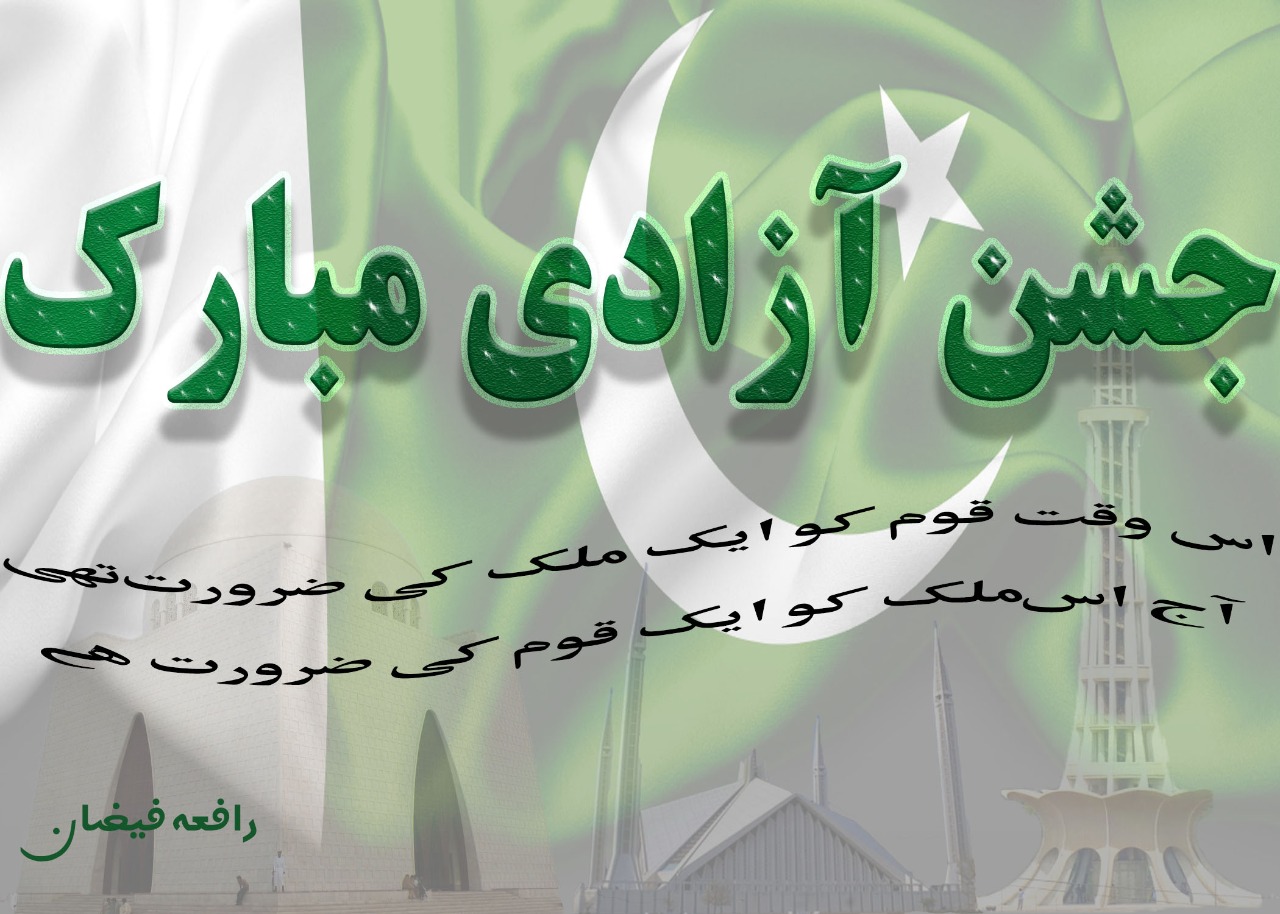 جشن آزادی مبارک
اس وقت قوم کو ایک ملک کی ضرورت تھی
آج اس ملک کو ایک قوم کی ضرورت ھے
رافعہ فیضان